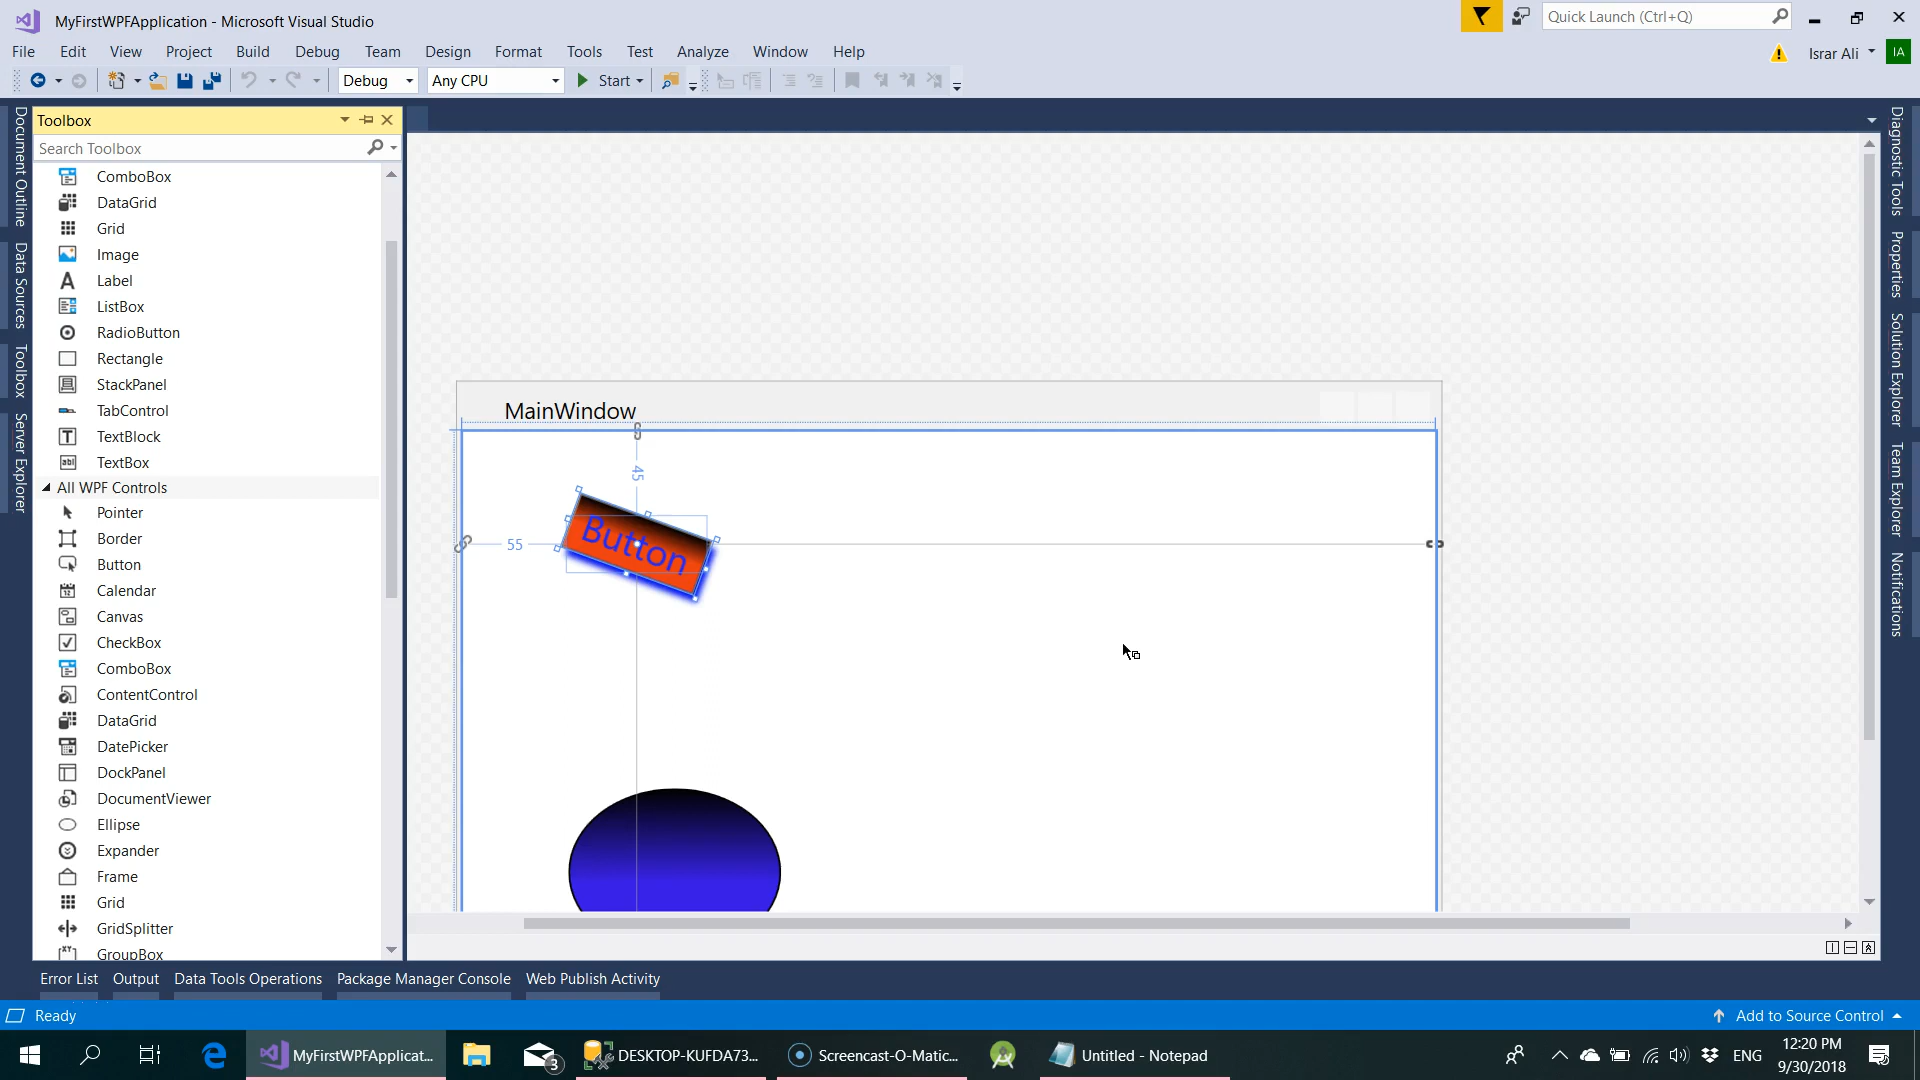 MyFirstWPFApplication - Microsoft Visual Studio
Quick Launch (Ctrl+Q)
File Edit View Project Build Debug Team Design Format Tools Test Analyze Window Help
Israr Ali IA
Debug Any CPU Start
Toolbox
Search Toolbox
ComboBox
DataGrid
Grid
Image
Label
ListBox
RadioButton
Rectangle
StackPanel
TabControl
TextBlock
TextBox
All WPF Controls
Pointer
Border
Button
Calendar
Canvas
CheckBox
ComboBox
ContentControl
DataGrid
DatePicker
DockPanel
DocumentViewer
Ellipse
Expander
Frame
Grid
GridSplitter
GroupBox
Document Outline
Data Sources
Toolbox
Server Explorer
MainWindow
45
55
Button
Diagnostic Tools
Properties
Solution Explorer
Team Explorer
Notifications
Error List Output Data Tools Operations Package Manager Console Web Publish Activity
Ready
Add to Source Control
MyFirstWPFApplicat...
3
DESKTOP-KUFDA73...
Screencast-O-Matic...
Untitled - Notepad
ENG
12:20 PM
9/30/2018